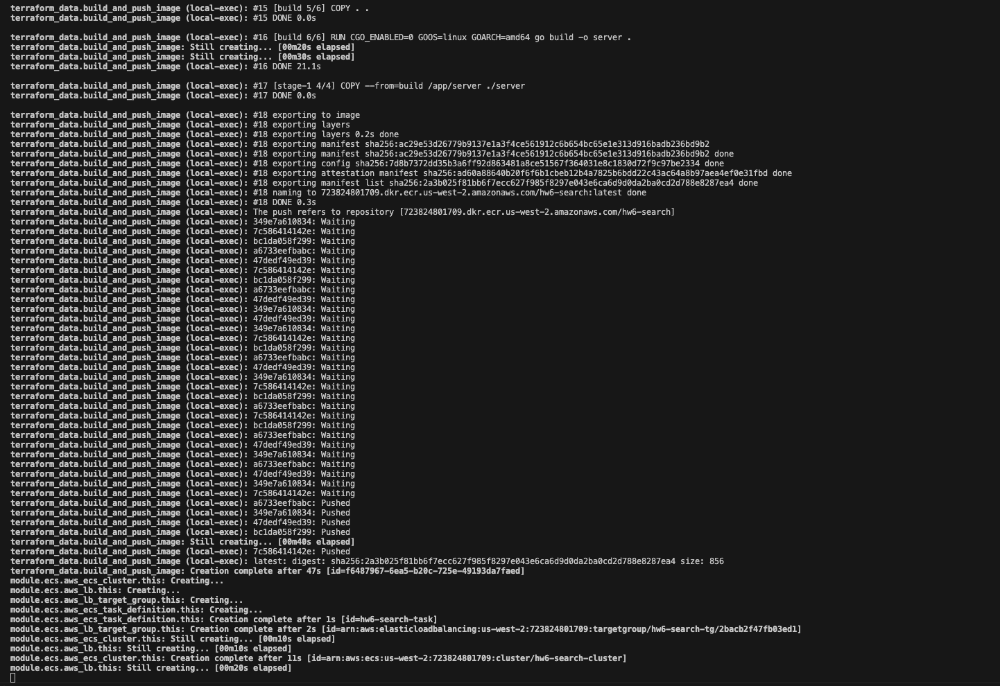 terraform_data.build_and_push_image (local-exec): #15 [build 5/6] COPY . .
terraform_data.build_and_push_image (local-exec): #15 DONE 0.0s
terraform_data.build_and_push_image (local-exec): #16 [build 6/6] RUN CGO_ENABLED=0 GOOS=linux GOARCH=amd64 go build -o server .
terraform_data.build_and_push_image: Still creating... [00m20s elapsed]
terraform_data.build_and_push_image: Still creating... [00m30s elapsed]
terraform_data.build_and_push_image (local-exec): #16 DONE 21.1s
terraform_data.build_and_push_image (local-exec): #17 [stage-1 4/4] COPY --from=build /app/server ./server
terraform_data.build_and_push_image (local-exec): #17 DONE 0.0s
terraform_data.build_and_push_image (local-exec): #18 exporting to image
terraform_data.build_and_push_image (local-exec): #18 exporting layers
terraform_data.build_and_push_image (local-exec): #18 exporting layers 0.2s done
terraform_data.build_and_push_image (local-exec): #18 exporting manifest sha256:ac29e53d26779b9137e1a3f4ce561912c6b654bc65e1e313d916badb236bd9b2
terraform_data.build_and_push_image (local-exec): #18 exporting manifest sha256:ac29e53d26779b9137e1a3f4ce561912c6b654bc65e1e313d916badb236bd9b2 done
terraform_data.build_and_push_image (local-exec): #18 exporting config sha256:7d8b7372dd35b3a6ff92d863481a8ce51567f364031e8c1830d72f9c97be2334 done
terraform_data.build_and_push_image (local-exec): #18 exporting attestation manifest sha256:ad60a88640b20f6f6b1cbeb12b4a7825b6bdd22c43ac64a8b97aea4ef0e31fbd done
terraform_data.build_and_push_image (local-exec): #18 exporting manifest list sha256:2a3b025f81bb6f7ecc627f985f8297e043e6ca6d9d0da2ba0cd2d788e8287ea4 done
terraform_data.build_and_push_image (local-exec): #18 naming to 723824801709.dkr.ecr.us-west-2.amazonaws.com/hw6-search:latest done
terraform_data.build_and_push_image (local-exec): #18 DONE 0.3s
terraform_data.build_and_push_image (local-exec): The push refers to repository [723824801709.dkr.ecr.us-west-2.amazonaws.com/hw6-search]
terraform_data.build_and_push_image (local-exec): 349e7a610834: Waiting
terraform_data.build_and_push_image (local-exec): 7c586414142e: Waiting
terraform_data.build_and_push_image (local-exec): bc1da058f299: Waiting
terraform_data.build_and_push_image (local-exec): a6733eefbabc: Waiting
terraform_data.build_and_push_image (local-exec): 47dedf49ed39: Waiting
terraform_data.build_and_push_image (local-exec): 7c586414142e: Waiting
terraform_data.build_and_push_image (local-exec): bc1da058f299: Waiting
terraform_data.build_and_push_image (local-exec): a6733eefbabc: Waiting
terraform_data.build_and_push_image (local-exec): 47dedf49ed39: Waiting
terraform_data.build_and_push_image (local-exec): 349e7a610834: Waiting
terraform_data.build_and_push_image (local-exec): 47dedf49ed39: Waiting
terraform_data.build_and_push_image (local-exec): 349e7a610834: Waiting
terraform_data.build_and_push_image (local-exec): 7c586414142e: Waiting
terraform_data.build_and_push_image (local-exec): bc1da058f299: Waiting
terraform_data.build_and_push_image (local-exec): a6733eefbabc: Waiting
terraform_data.build_and_push_image (local-exec): 47dedf49ed39: Waiting
terraform_data.build_and_push_image (local-exec): 349e7a610834: Waiting
terraform_data.build_and_push_image (local-exec): 7c586414142e: Waiting
terraform_data.build_and_push_image (local-exec): bc1da058f299: Waiting
terraform_data.build_and_push_image (local-exec): a6733eefbabc: Waiting
terraform_data.build_and_push_image (local-exec): 7c586414142e: Waiting
terraform_data.build_and_push_image (local-exec): bc1da058f299: Waiting
terraform_data.build_and_push_image (local-exec): a6733eefbabc: Waiting
terraform_data.build_and_push_image (local-exec): 47dedf49ed39: Waiting
terraform_data.build_and_push_image (local-exec): 349e7a610834: Waiting
terraform_data.build_and_push_image (local-exec): a6733eefbabc: Waiting
terraform_data.build_and_push_image (local-exec): 47dedf49ed39: Waiting
terraform_data.build_and_push_image (local-exec): 349e7a610834: Waiting
terraform_data.build_and_push_image (local-exec): 7c586414142e: Waiting
terraform_data.build_and_push_image (local-exec): a6733eefbabc: Pushed
terraform_data.build_and_push_image (local-exec): 349e7a610834: Pushed
terraform_data.build_and_push_image (local-exec): 47dedf49ed39: Pushed
terraform_data.build_and_push_image (local-exec): bc1da058f299: Pushed
terraform_data.build_and_push_image: Still creating... [00m40s elapsed]
terraform_data.build_and_push_image (local-exec): 7c586414142e: Pushed
terraform_data.build_and_push_image (local-exec): latest: digest: sha256:2a3b025f81bb6f7ecc627f985f8297e043e6ca6d9d0da2ba0cd2d788e8287ea4 size: 856
terraform_data.build_and_push_image: Creation complete after 47s [id=f6487967-6ea5-b20c-725e-49193da7faed]
module.ecs.aws_ecs_cluster.this: Creating...
module.ecs.aws_lb.this: Creating...
module.ecs.aws_lb_target_group.this: Creating...
module.ecs.aws_ecs_task_definition.this: Creating...
module.ecs.aws_ecs_task_definition.this: Creation complete after 1s [id=hw6-search-task]
module.ecs.aws_lb_target_group.this: Creation complete after 2s [id=arn:aws:elasticloadbalancing:us-west-2:723824801709:targetgroup/hw6-search-tg/2bacb2f47fb03ed1]
module.ecs.aws_ecs_cluster.this: Still creating... [00m10s elapsed]
module.ecs.aws_lb.this: Still creating... [00m10s elapsed]
module.ecs.aws_ecs_cluster.this: Creation complete after 11s [id=arn:aws:ecs:us-west-2:723824801709:cluster/hw6-search-cluster]
module.ecs.aws_lb.this: Still creating... [00m20s elapsed]